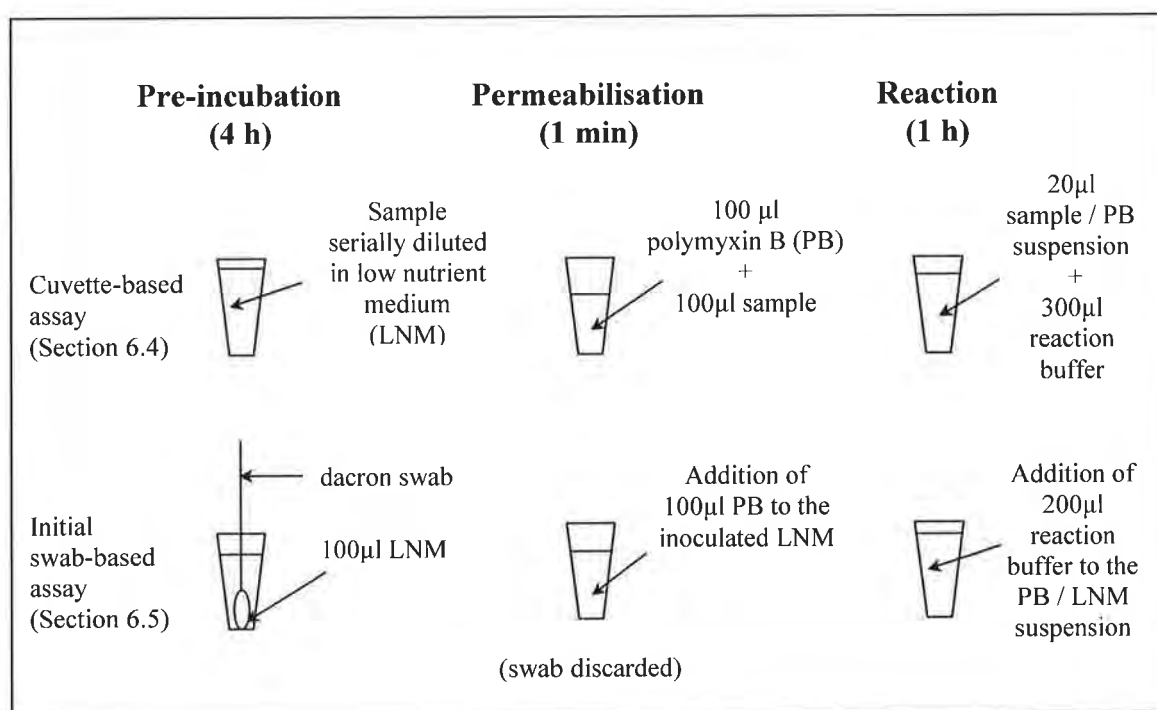 Pre-incubation
(4 h)
Permeabilisation
(1 min)
Reaction
(1 h)
Cuvette-based
assay
(Section 6.4)
Sample
serially diluted
in low nutrient
medium
(LNM)
100 µl
polymyxin B (PB)
+
100µl sample
20µl
sample / PB
suspension
+
300µl
reaction
buffer
Initial
swab-based
assay
(Section 6.5)
dacron swab
100µl LNM
Addition of
100µl PB to the
inoculated LNM
(swab discarded)
Addition of
200µl
reaction
buffer to the
PB / LNM
suspension